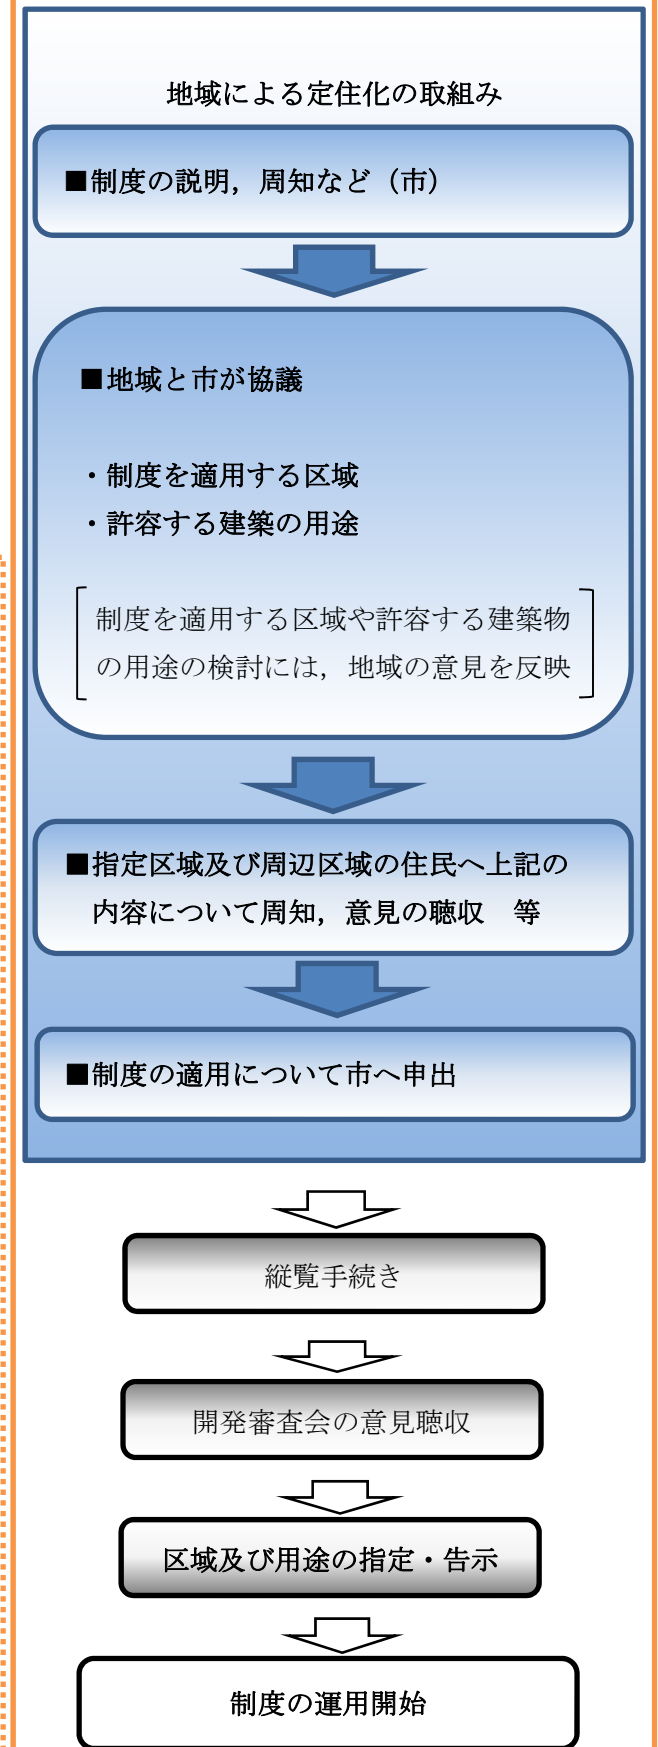 地域による定住化の取組み
■制度の説明，周知など（市）
■地域と市が協議
・制度を適用する区域
・許容する建築の用途
制度を適用する区域や許容する建築物
の用途の検討には，地域の意見を反映
■指定区域及び周辺区域の住民へ上記の
内容について周知，意見の聴収　等
■制度の適用について市へ申出
縦覧手続き
開発審査会の意見聴収
区域及び用途の指定・告示
制度の運用開始